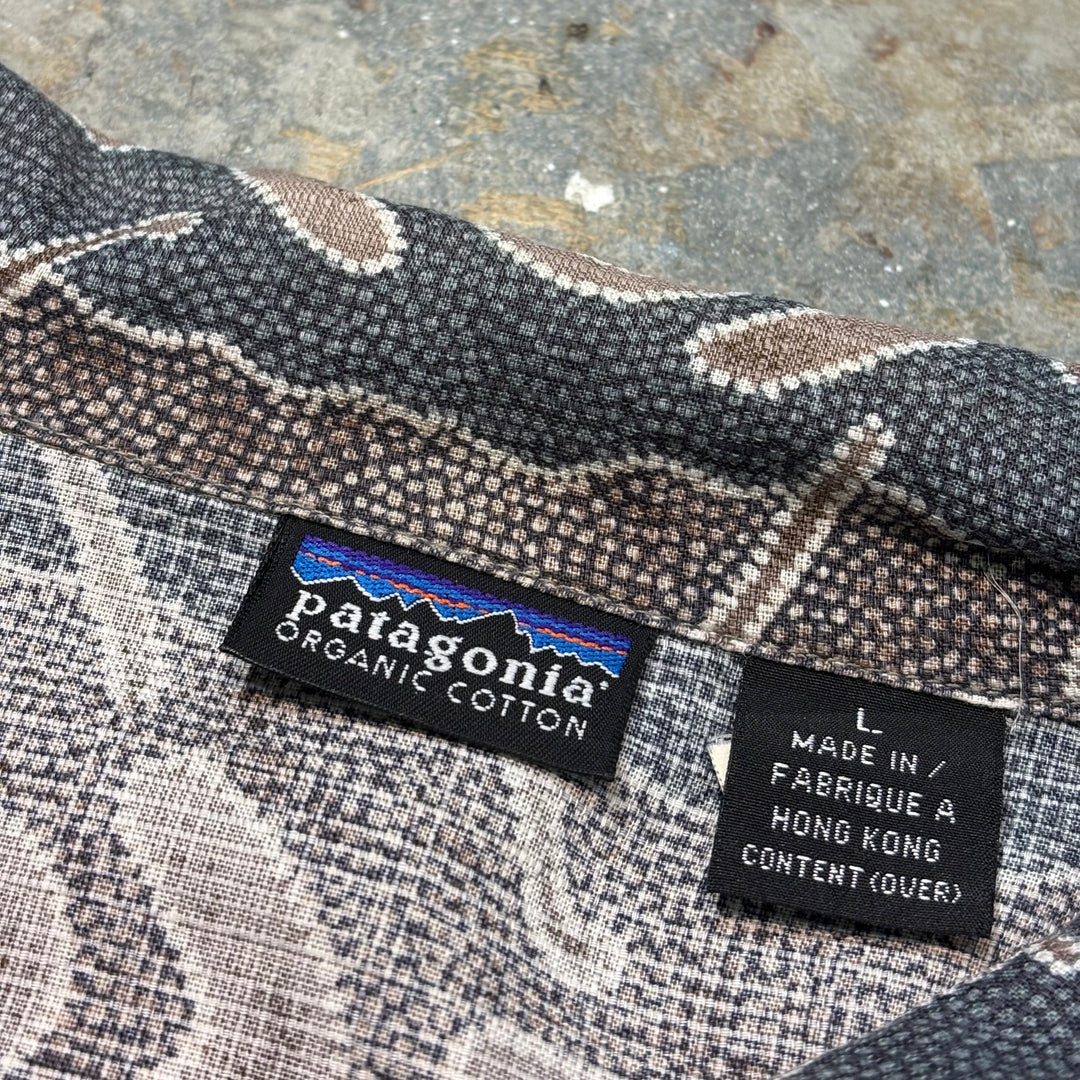 patagonia®
ORGANIC COTTON
L
MADE IN /
FABRIQUE A
HONG KONG
CONTENT (OVER)